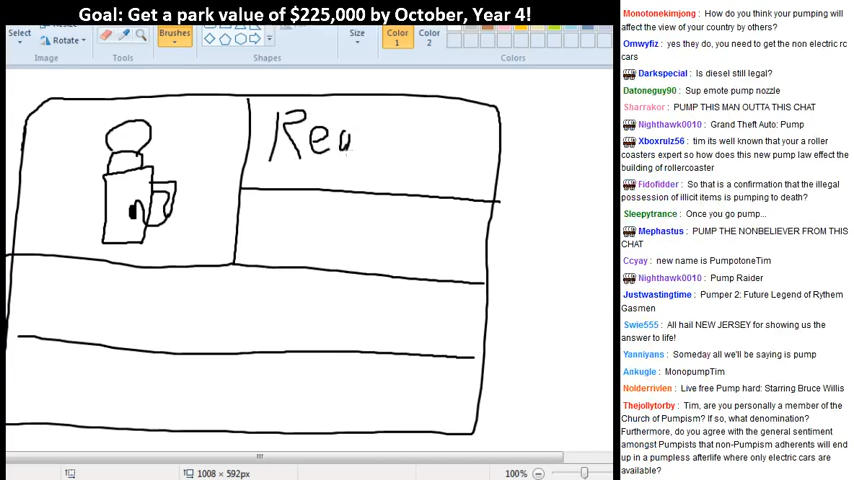 Goal: Get a park value of $225,000 by October, Year 4!
Select
Rotate
Image
Tools
Brushes
Shapes
Size
Color
1
Color
2
Colors
Rea
1008 × 592px
100%
Monotonekimjong : How do you think your pumping will
affect the view of your country by others?
Omwyfiz : yes they do, you need to get the non electric rc
cars
Darkspecial : Is diesel still legal?
Datoneguy90 : Sup emote pump nozzle
Sharrakor : PUMP THIS MAN OUTTA THIS CHAT
Nighthawk0010 : Grand Theft Auto: Pump
Xboxrulz56 : tim its well known that your a roller
coasters expert so how does this new pump law effect the
building of rollercoaster
Fidofidder : So that is a confirmation that the illegal
possession of illicit items is pumping to death?
Sleepytrance : Once you go pump...
Mephastus : PUMP THE NONBELIEVER FROM THIS
CHAT
Ccyay : new name is PumpotoneTim
Nighthawk0010 : Pump Raider
Justwastingtime : Pumper 2: Future Legend of Rythem
Gasmen
Swie555 : All hail NEW JERSEY for showing us the
answer to life!
Yanniyans : Someday all we'll be saying is pump
Ankugle : MonopumpTim
Nolderrivlen : Live free Pump hard: Starring Bruce Willis
Thejollytorby : Tim, are you personally a member of the
Church of Pumpism? If so, what denomination?
Furthermore, do you agree with the general sentiment
amongst Pumpists that non-Pumpism adherents will end
up in a pumpless afterlife where only electric cars are
available?